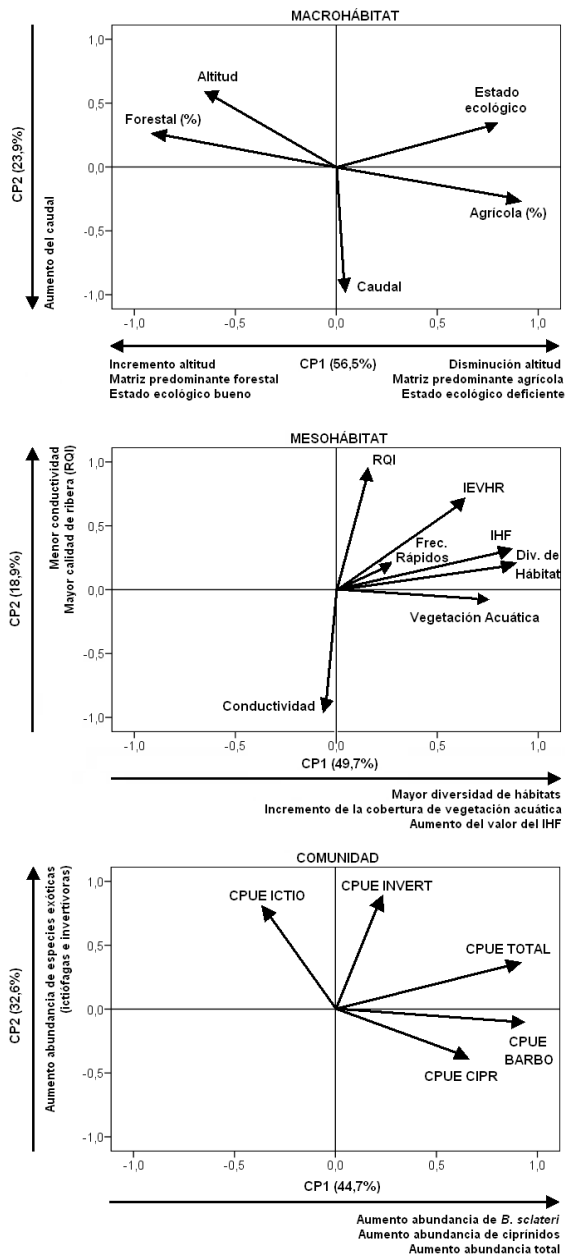 MACROHÁBITAT
1,0
0,5
0,0
-0,5
-1,0
CP2 (23,9%)
Aumento del caudal
Altitud
Forestal (%)
Estado
ecológico
Agrícola (%)
Caudal
-1,0
-0,5
0,0
0,5
1,0
CP1 (56,5%)
Incremento altitud
Matriz predominante forestal
Estado ecológico bueno
Disminución altitud
Matriz predominante agrícola
Estado ecológico deficiente
MESOHÁBITAT
1,0
0,5
0,0
-0,5
-1,0
CP2 (18,9%)
Menor conductividad
Mayor calidad de ribera (RQI)
RQI
IEVHR
Frec.
Rápidos
IHF
Div. de
Hábitat
Vegetación Acuática
Conductividad
-1,0
-0,5
0,0
0,5
1,0
CP1 (49,7%)
Mayor diversidad de hábitats
Incremento de la cobertura de vegetación acuática
Aumento del valor del IHF
COMUNIDAD
1,0
0,5
0,0
-0,5
-1,0
CP2 (32,6%)
Aumento abundancia de especies exóticas
(ictiófagas e invertívoras)
CPUE ICTIO
CPUE INVERT
CPUE TOTAL
CPUE
BARBO
CPUE CIPR
-1,0
-0,5
0,0
0,5
1,0
CP1 (44,7%)
Aumento abundancia de B. sclateri
Aumento abundancia de ciprínidos
Aumento abundancia total